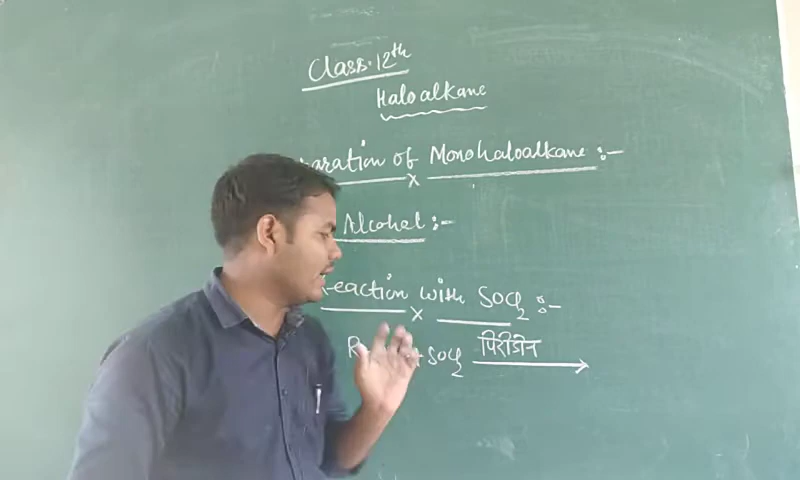 Class.12th
Haloalkane
aration of Monohaloalkane :-
Alcohol :-
eaction with SOCl2 :-
R + SOCl2 पिरीडीन